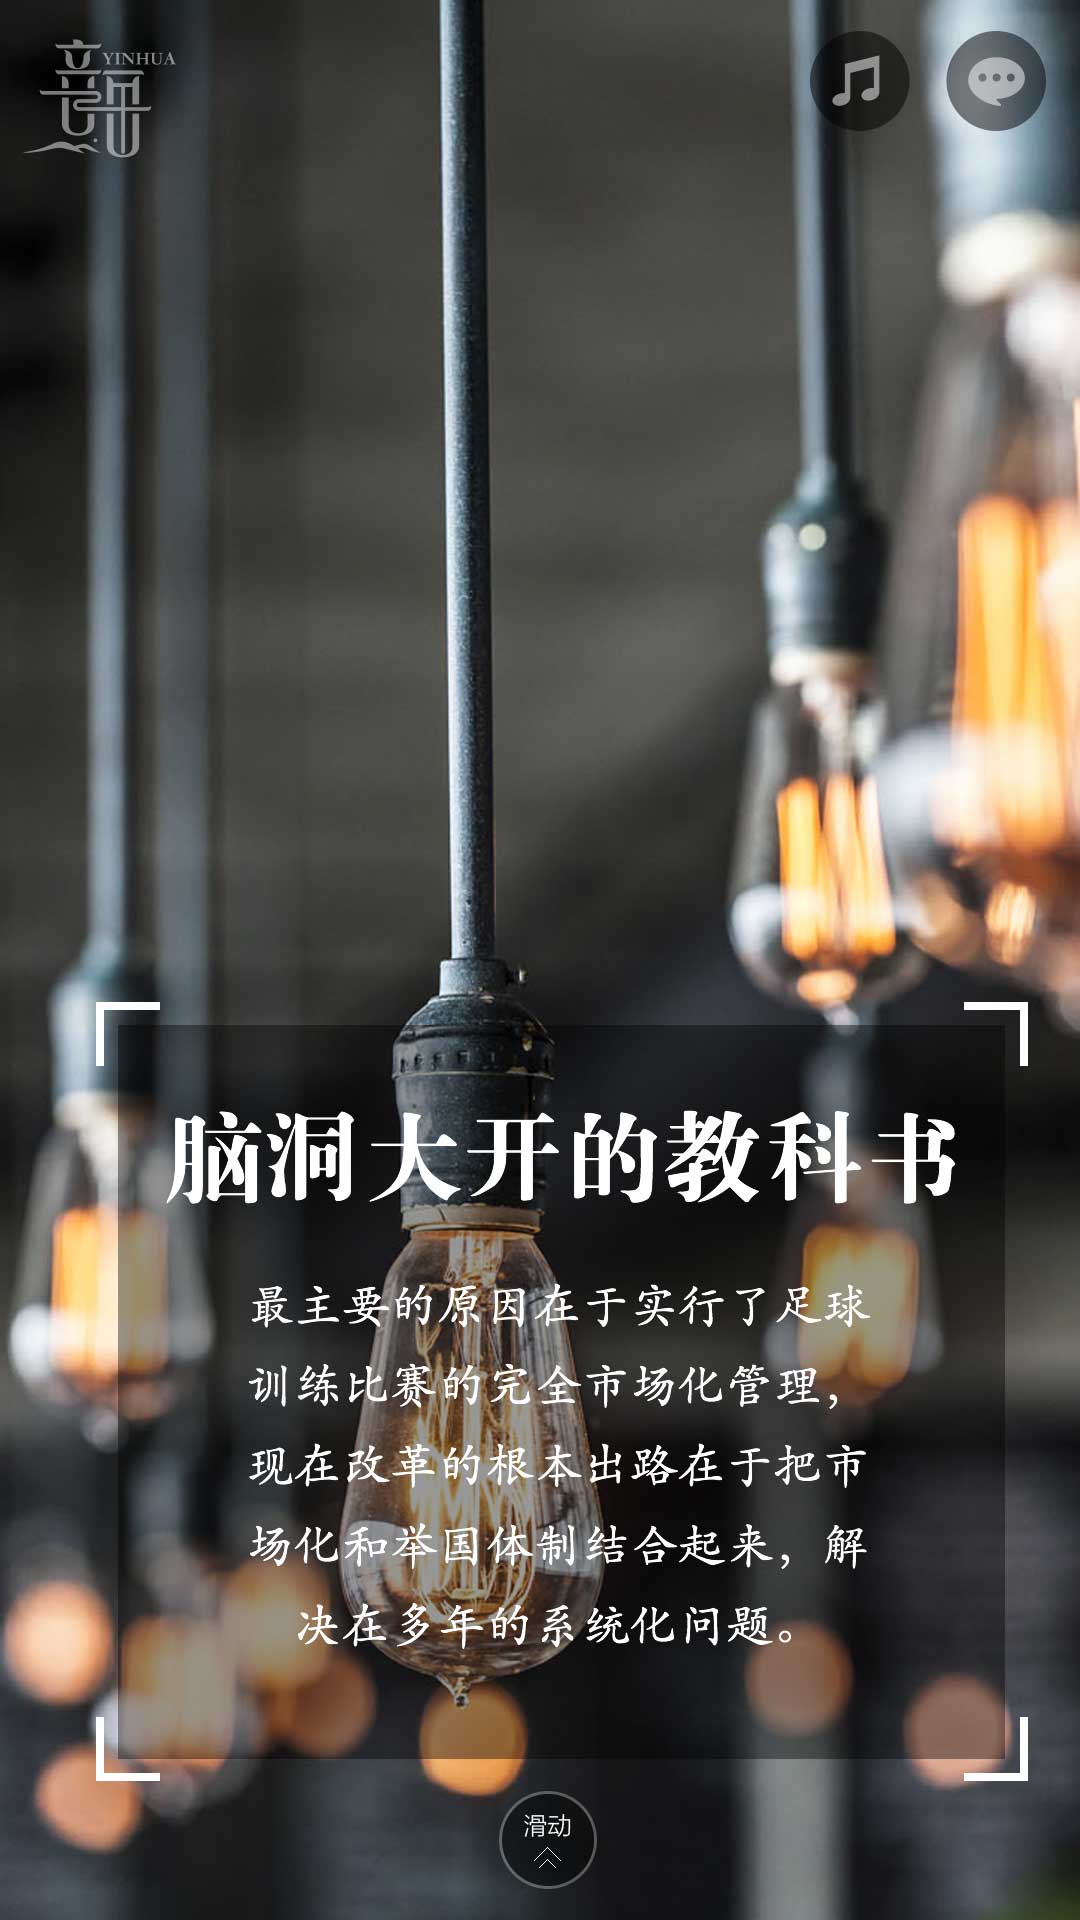 YINHUA
脑洞大开的教科书
最主要的原因在于实行了足球
训练比赛的完全市场化管理，
现在改革的根本出路在于把市
场化和举国体制结合起来，解
决在多年的系统化问题。
滑动